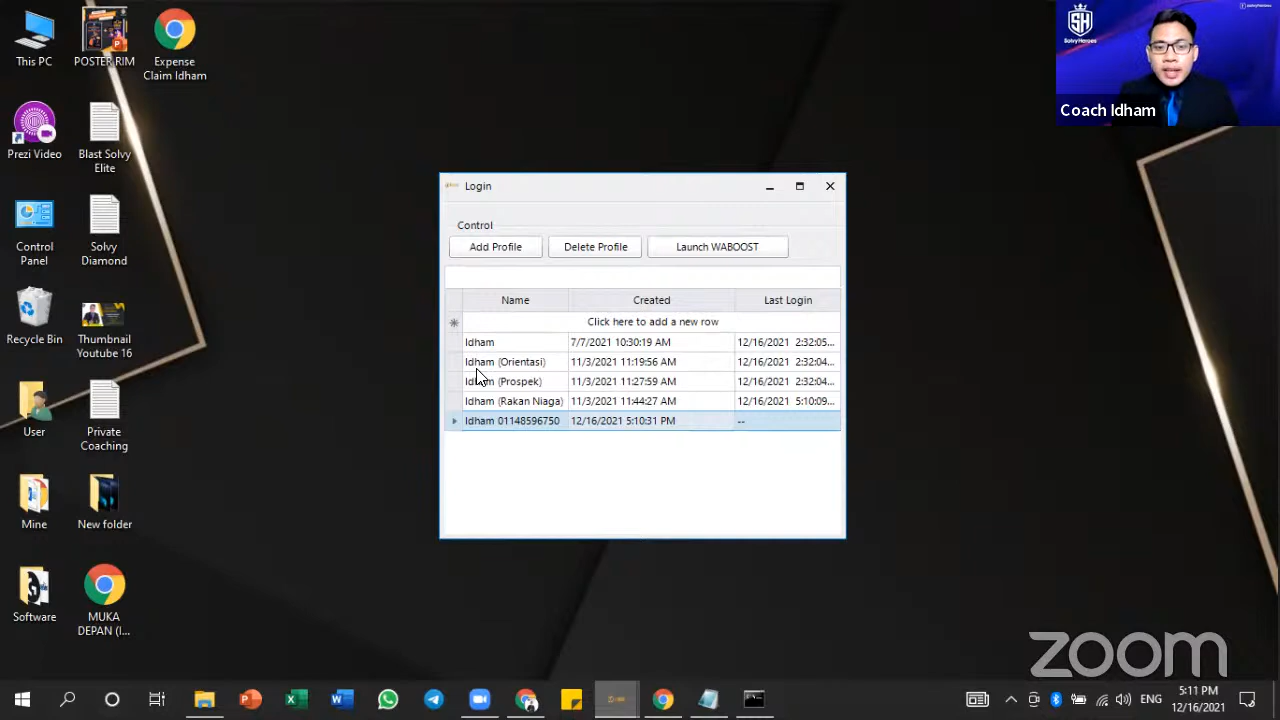 This PC
POSTER RIM
Expense
Claim Idham
Prezi Video
Blast Solvy
Elite
Control
Panel
Solvy
Diamond
Recycle Bin
Thumbnail
Youtube 16
User
Private
Coaching
Mine
New folder
Software
MUKA
DEPAN (I...
Login
Control
Add Profile
Delete Profile
Launch WABOOST
Name Created Last Login
Click here to add a new row
Idham 7/7/2021 10:30:19 AM 12/16/2021 2:32:05...
Idham (Orientasi) 11/3/2021 11:19:56 AM 12/16/2021 2:32:04...
Idham (Prospek) 11/3/2021 11:27:59 AM 12/16/2021 2:32:04...
Idham (Rakan Niaga) 11/3/2021 11:44:27 AM 12/16/2021 5:10:09...
Idham 01148596750 12/16/2021 5:10:31 PM --
SH
SolvyHeroes
Coach Idham
zoom
ENG
5:11 PM
12/16/2021